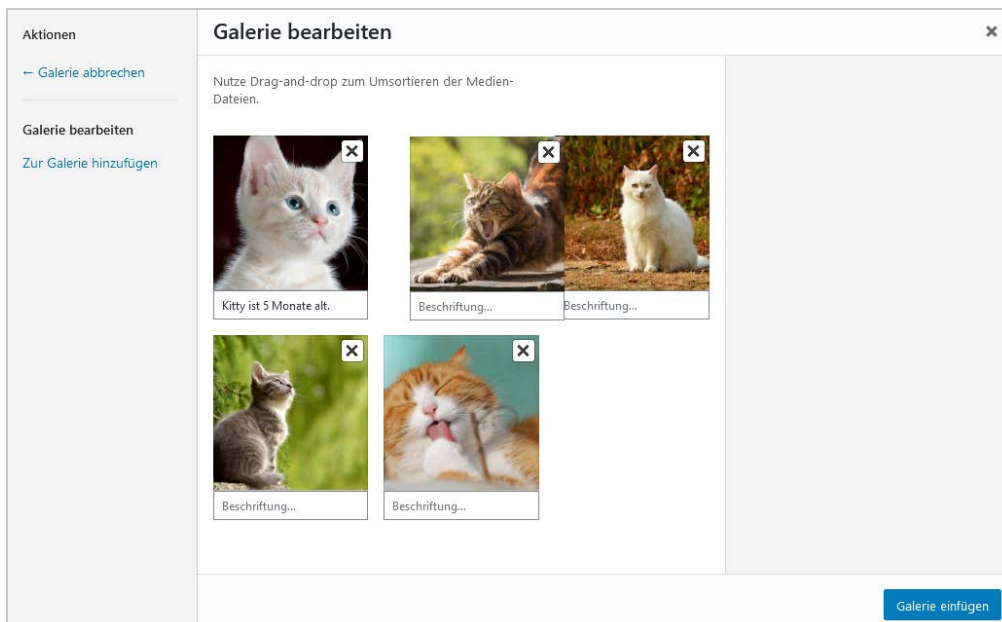 Aktionen
← Galerie abbrechen
Galerie bearbeiten
Zur Galerie hinzufügen
Galerie bearbeiten
Nutze Drag-and-drop zum Umsortieren der Medien-
Dateien.
Kitty ist 5 Monate alt.
Beschriftung...
Beschriftung...
Beschriftung...
Beschriftung...
Galerie einfügen